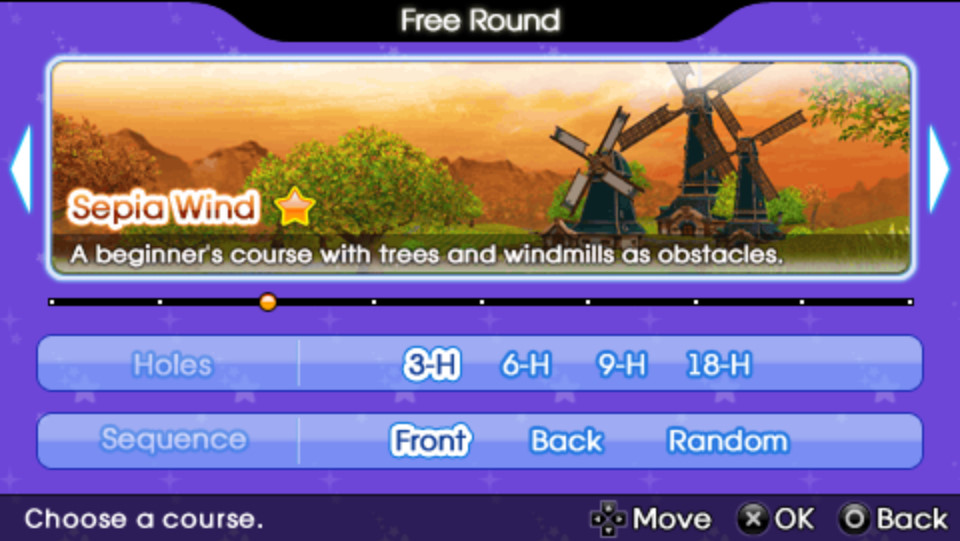 Free Round
Sepia Wind
A beginner's course with trees and windmills as obstacles.
Holes 3-H 6-H 9-H 18-H
Sequence Front Back Random
Choose a course. Move OK Back